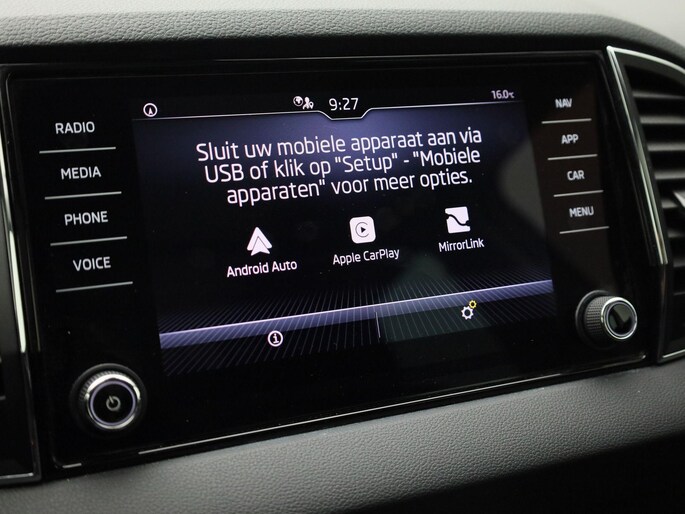 9:27
16.0°C
RADIO
MEDIA
PHONE
VOICE
Sluit uw mobiele apparaat aan via
USB of klik op "Setup" - "Mobiele
apparaten" voor meer opties.
Android Auto
Apple CarPlay
MirrorLink
NAV
APP
CAR
MENU